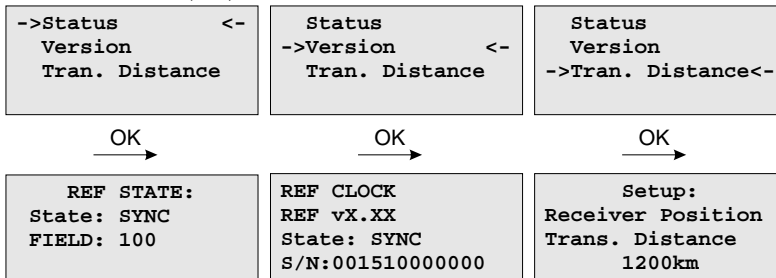 ->Status <-
Version
Tran. Distance
Status
->Version <-
Tran. Distance
Status
Version
->Tran. Distance<-
OK
OK
OK
REF STATE:
State: SYNC
FIELD: 100
REF CLOCK
REF vX.XX
State: SYNC
S/N:001510000000
Setup:
Receiver Position
Trans. Distance
1200km